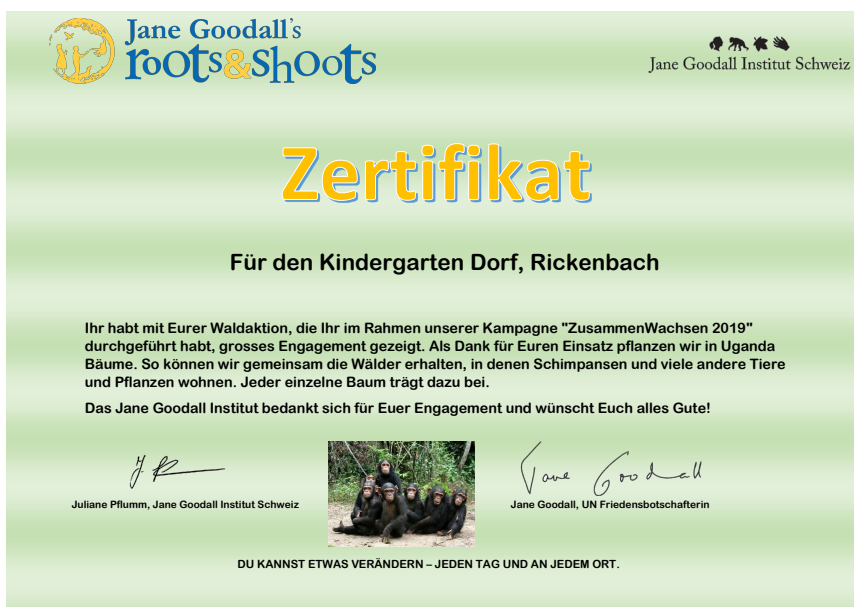 Jane Goodall's
roots&shoots
Jane Goodall Institut Schweiz
Zertifikat
Für den Kindergarten Dorf, Rickenbach
Ihr habt mit Eurer Waldaktion, die Ihr im Rahmen unserer Kampagne "ZusammenWachsen 2019"
durchgeführt habt, grosses Engagement gezeigt. Als Dank für Euren Einsatz pflanzen wir in Uganda
Bäume. So können wir gemeinsam die Wälder erhalten, in denen Schimpansen und viele andere Tiere
und Pflanzen wohnen. Jeder einzelne Baum trägt dazu bei.
Das Jane Goodall Institut bedankt sich für Euer Engagement und wünscht Euch alles Gute!
Jane Goodall
Juliane Pflumm, Jane Goodall Institut Schweiz
Jane Goodall, UN Friedensbotschafterin
DU KANNST ETWAS VERÄNDERN – JEDEN TAG UND AN JEDEM ORT.